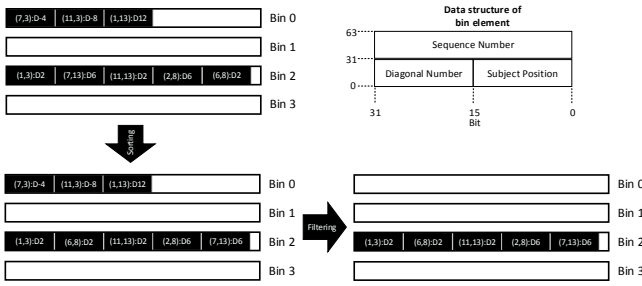 (7,3):D-4 (11,3):D-8 (1,13):D12 Bin 0
Bin 1
(1,3):D2 (7,13):D6 (11,13):D2 (2,8):D6 (6,8):D2 Bin 2
Bin 3
Data structure of
bin element
63
Sequence Number
31
Diagonal Number Subject Position
0
31 15 0
Bit
Sorting
(7,3):D-4 (11,3):D-8 (1,13):D12 Bin 0
Bin 1
(1,3):D2 (6,8):D2 (11,13):D2 (2,8):D6 (7,13):D6 Bin 2
Bin 3
Filtering
Bin 0
Bin 1
(1,3):D2 (6,8):D2 (11,13):D2 (2,8):D6 (7,13):D6 Bin 2
Bin 3